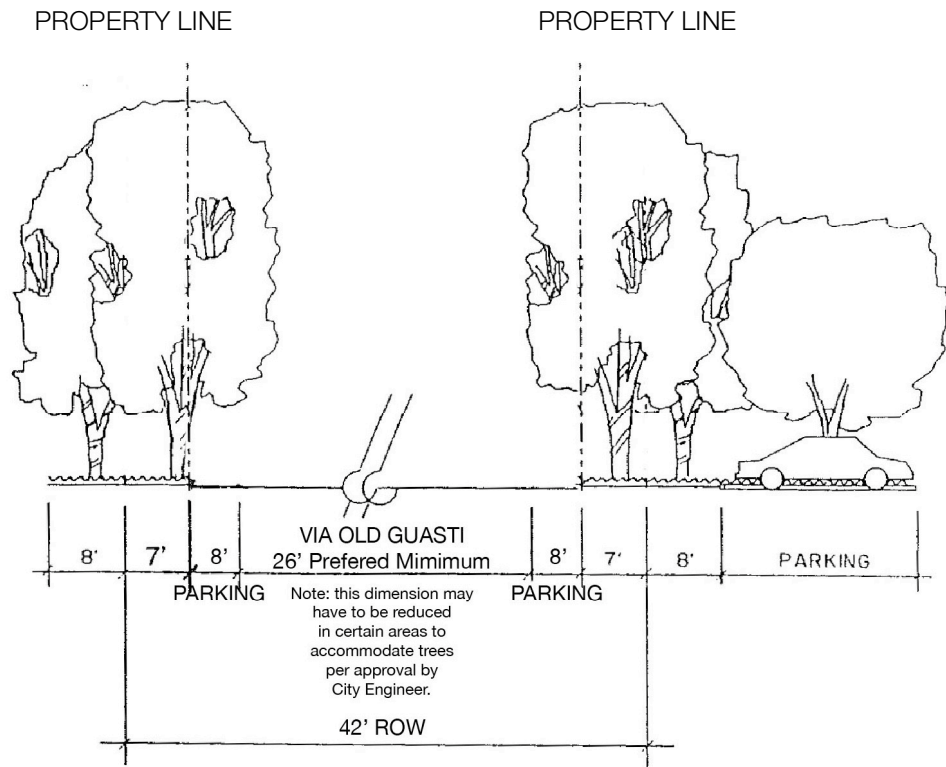 PROPERTY LINE
PROPERTY LINE
VIA OLD GUASTI
8' 7' 8' 26' Prefered Mimimum 8' 7' 8' PARKING
PARKING
PARKING
Note: this dimension may
have to be reduced
in certain areas to
accommodate trees
per approval by
City Engineer.
42' ROW